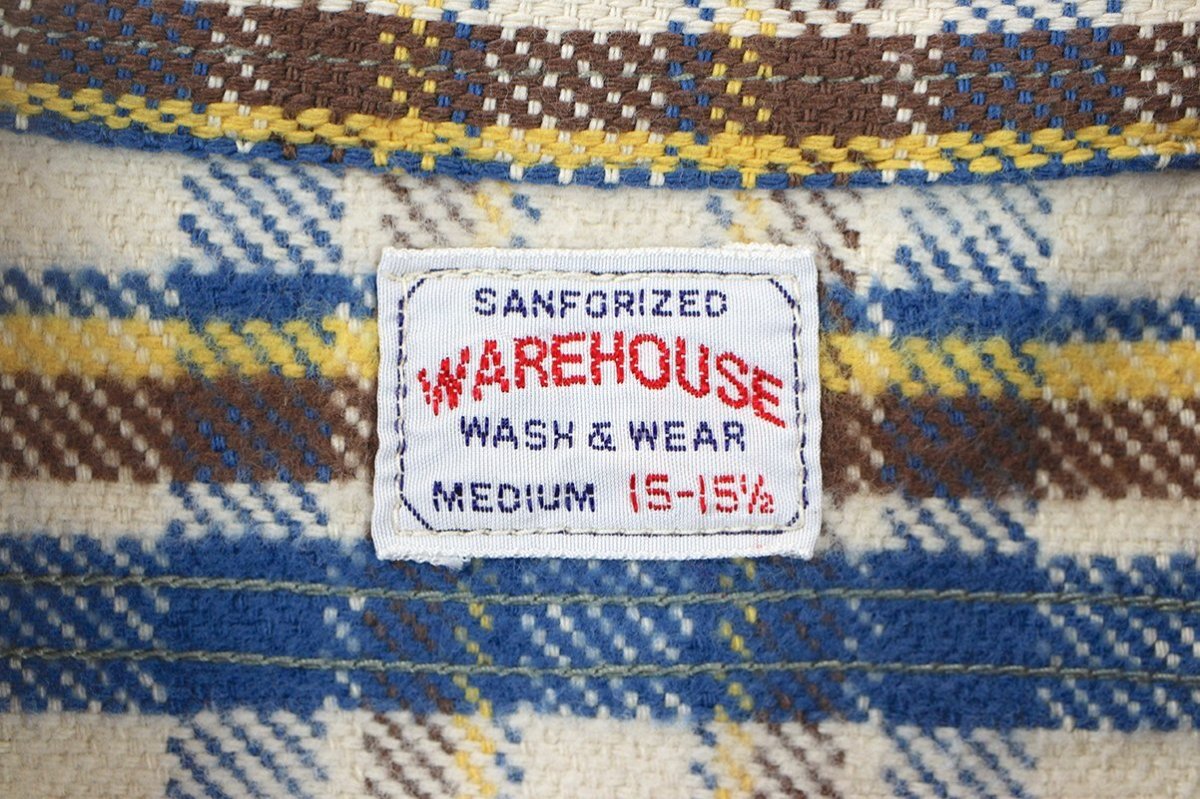 SANFORIZED
WAREHOUSE
WASH & WEAR
MEDIUM 15-15½